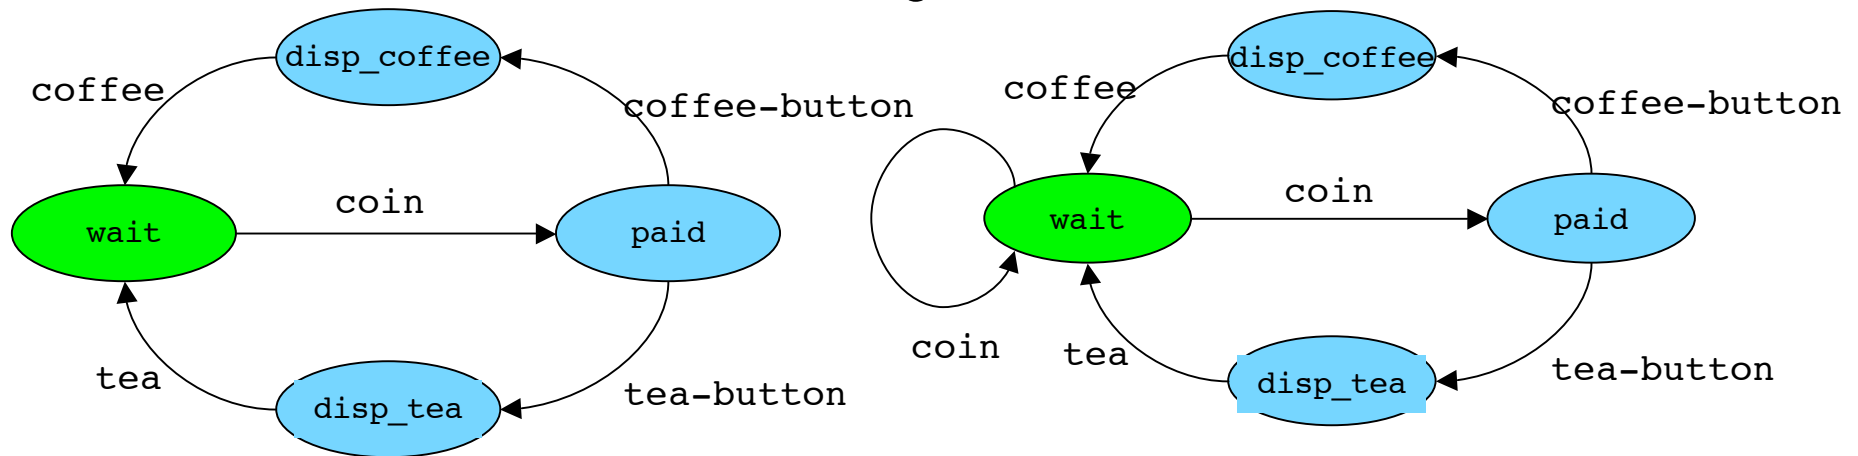 disp_coffee
coffee
coffee-button
wait
coin
paid
tea
disp_tea
tea-button
disp_coffee
coffee
coffee-button
wait
coin
paid
coin
tea
disp_tea
tea-button